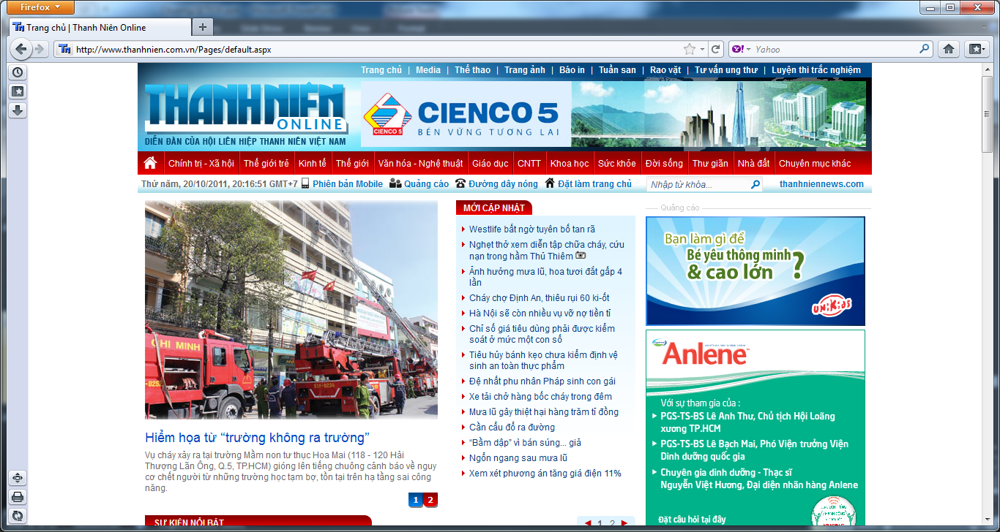 Firefox
Trang chủ | Thanh Niên Online
http://www.thanhnien.com.vn/Pages/default.aspx
Yahoo
Trang chủ | Media | Thể thao | Trang ảnh | Báo in | Tuần san | Rao vặt | Tư vấn ung thư | Luyện thi trắc nghiệm
THANH NIÊN
ONLINE
DIỄN ĐÀN CỦA HỘI LIÊN HIỆP THANH NIÊN VIỆT NAM
CIENCO 5
CIENCO 5
BỀN VỮNG TƯƠNG LAI
Chính trị - Xã hội Thế giới trẻ Kinh tế Thế giới Văn hóa - Nghệ thuật Giáo dục CNTT Khoa học Sức khỏe Đời sống Thư giãn Nhà đất Chuyên mục khác
Thứ năm, 20/10/2011, 20:16:51 GMT+7 Phiên bản Mobile Quảng cáo Đường dây nóng Đặt làm trang chủ Nhập từ khóa... thanhniennews.com
CHI MINH
51F-0234
Hiểm họa từ “trường không ra trường”
Vụ cháy xảy ra tại trường Mầm non tư thục Hoa Mai (118 - 120 Hải
Thượng Lãn Ông, Q.5, TP.HCM) gióng lên tiếng chuông cảnh báo về nguy
cơ chết người từ những trường học tạm bợ, tồn tại trên hạ tầng sai công
năng.
1 2
SỰ KIỆN NỔI BẬT
MỚI CẬP NHẬT
Westlife bất ngờ tuyên bố tan rã
Nghẹt thở xem diễn tập chữa cháy, cứu
nạn trong hầm Thủ Thiêm
Ảnh hưởng mưa lũ, hoa tươi đắt gấp 4
lần
Cháy chợ Định An, thiêu rụi 60 ki-ốt
Hà Nội sẽ còn nhiều vụ vỡ nợ tiền tỉ
Chỉ số giá tiêu dùng phải được kiểm
soát ở mức một con số
Tiêu hủy bánh kẹo chưa kiểm định vệ
sinh an toàn thực phẩm
Đệ nhất phu nhân Pháp sinh con gái
Xe tải chở hàng bốc cháy trong đêm
Mưa lũ gây thiệt hại hàng trăm tỉ đồng
Cần cẩu đổ ra đường
“Bầm dập” vì bán súng... giả
Ngổn ngang sau mưa lũ
Xem xét phương án tăng giá điện 11%
1 2
Quảng cáo
Bạn làm gì để
Bé yêu thông minh
& cao lớn ?
UNIKIDS
Anlene
Với sự tham gia của :
PGS-TS-BS Lê Anh Thư, Chủ tịch Hội Loãng
xương TP.HCM
PGS-TS-BS Lê Bạch Mai, Phó Viện trưởng Viện
Dinh dưỡng quốc gia
Chuyên gia dinh dưỡng - Thạc sĩ
Nguyễn Việt Hương, Đại diện nhãn hàng Anlene
Đặt câu hỏi tại đây